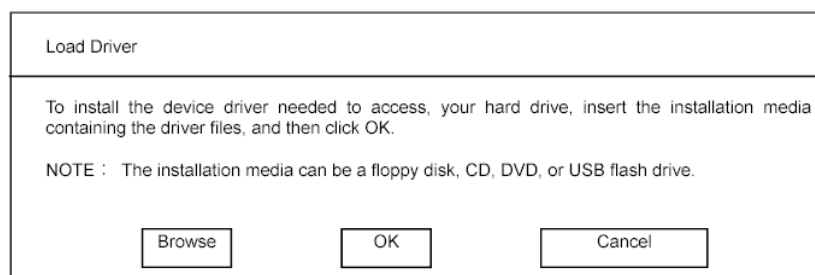 Load Driver
To install the device driver needed to access, your hard drive, insert the installation media
containing the driver files, and then click OK.
NOTE： The installation media can be a floppy disk, CD, DVD, or USB flash drive.
Browse OK Cancel